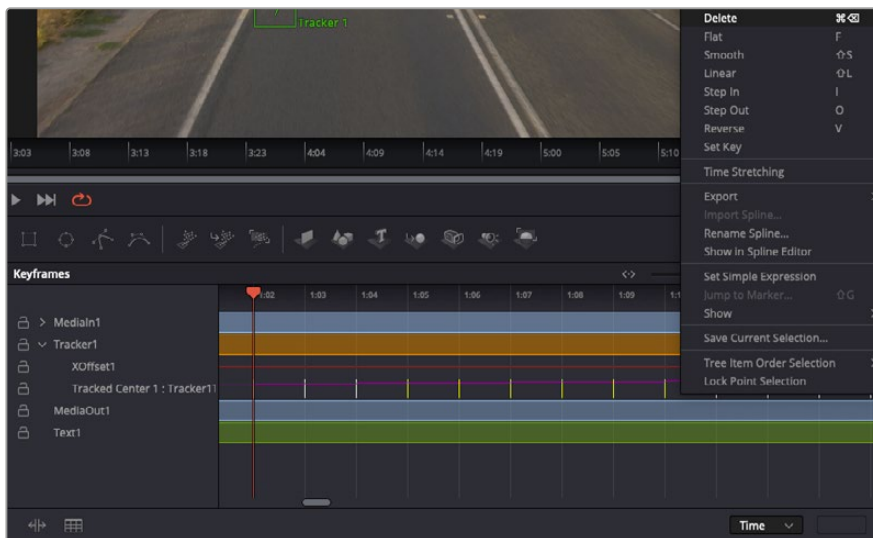 Tracker 1
3:03 3:08 3:13 3:18 3:23 4:04 4:09 4:14 4:19 5:00 5:05 5:10
Delete ⌘⌫
Flat F
Smooth ⇧S
Linear ⇧L
Step In I
Step Out O
Reverse V
Set Key
Time Stretching
Export
Import Spline...
Rename Spline...
Show in Spline Editor
Set Simple Expression
Jump to Marker... ⇧G
Show
Save Current Selection...
Tree Item Order Selection
Lock Point Selection
Keyframes
1:02 1:03 1:04 1:05 1:06 1:07 1:08 1:09
MediaIn1
Tracker1
XOffset1
Tracked Center 1 : Tracker11
MediaOut1
Text1
Time